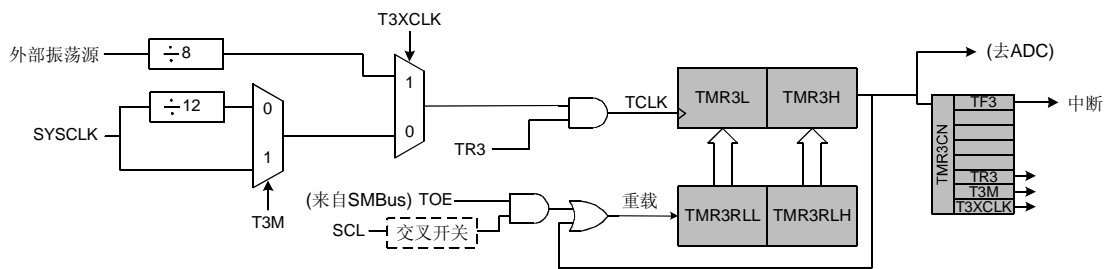 T3XCLK
外部振荡源
÷8
1
0
(去ADC)
÷12
0
1
SYSCLK
T3M
TR3
TCLK
TMR3L
TMR3H
TMR3CN
TF3
中断
TR3
T3M
T3XCLK
(来自SMBus) TOE
SCL
交叉开关
重载
TMR3RLL
TMR3RLH